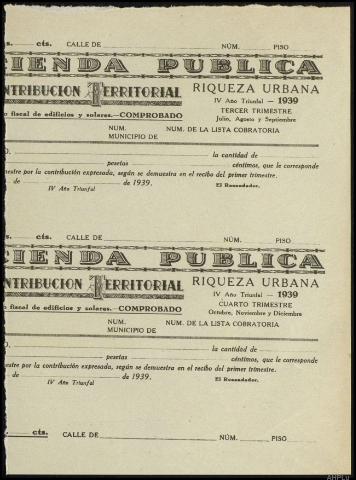 s. cts. CALLE DE NÚM. PISO
CIENDA PUBLICA
NTRIBUCION TERRITORIAL RIQUEZA URBANA
IV Año Triunfal — 1939
o fiscal de edificios y solares.—COMPROBADO TERCER TRIMESTRE
Julio, Agosto y Septiembre
NUM. NUM. DE LA LISTA COBRATORIA
MUNICIPIO DE
O. la cantidad de
pesetas céntimos, que le corresponde
mestre por la contribución expresada, según se demuestra en el recibo del primer trimestre.
de de 1939. El Recaudador.
IV Año Triunfal
s. cts. CALLE DE NÚM. PISO
CIENDA PUBLICA
NTRIBUCION TERRITORIAL RIQUEZA URBANA
IV Año Triunfal — 1939
o fiscal de edificios y solares.—COMPROBADO CUARTO TRIMESTRE
Octubre, Noviembre y Diciembre
NUM. NUM. DE LA LISTA COBRATORIA
MUNICIPIO DE
O. la cantidad de
pesetas céntimos, que le corresponde
mestre por la contribución expresada, según se demuestra en el recibo del primer trimestre.
de de 1939. El Recaudador.
IV Año Triunfal
cts. CALLE DE NÚM. PISO
AHPLu